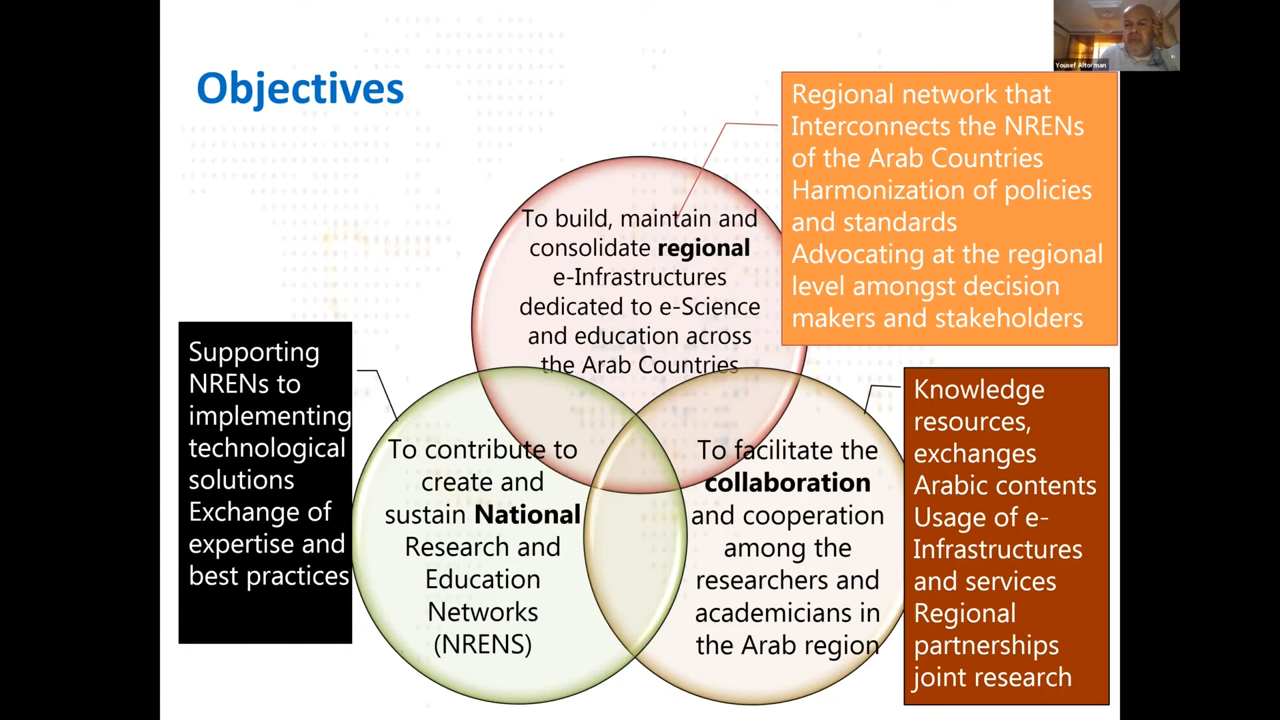 Objectives
Yousef Altorman
Regional network that
Interconnects the NRENs
of the Arab Countries
Harmonization of policies
and standards
Advocating at the regional
level amongst decision
makers and stakeholders
To build, maintain and
consolidate regional
e-Infrastructures
dedicated to e-Science
and education across
the Arab Countries
Supporting
NRENs to
implementing
technological
solutions
Exchange of
expertise and
best practices
To contribute to
create and
sustain National
Research and
Education
Networks
(NRENS)
To facilitate the
collaboration
and cooperation
among the
researchers and
academicians in
the Arab region
Knowledge
resources,
exchanges
Arabic contents
Usage of e-
Infrastructures
and services
Regional
partnerships
joint research